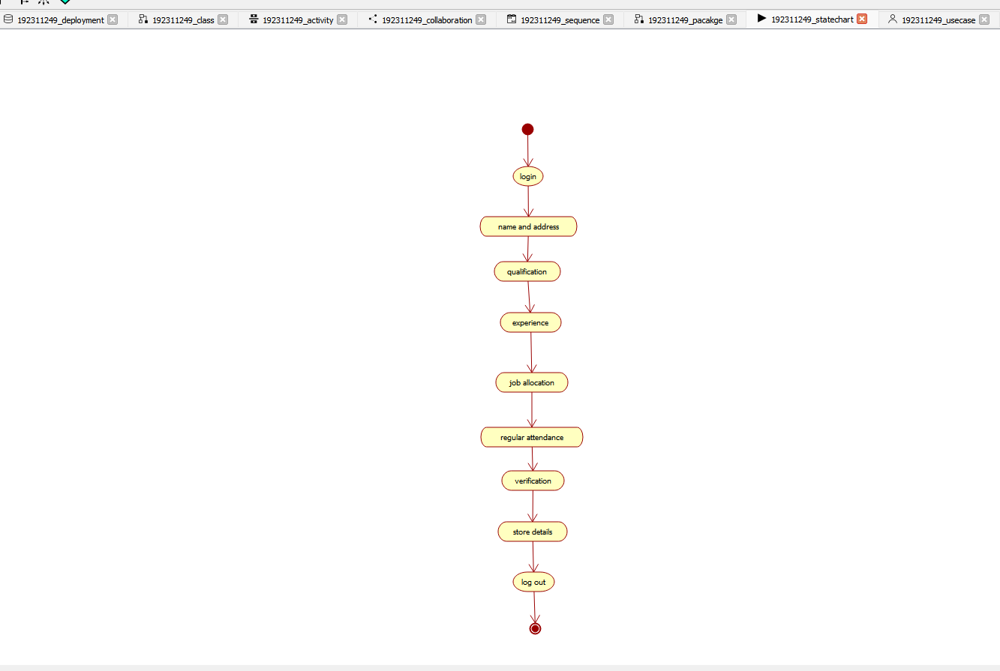 192311249_deployment
192311249_class
192311249_activity
192311249_collaboration
192311249_sequence
192311249_pacakge
192311249_statechart
192311249_usecase
login
name and address
qualification
experience
job allocation
regular attendance
verification
store details
log out